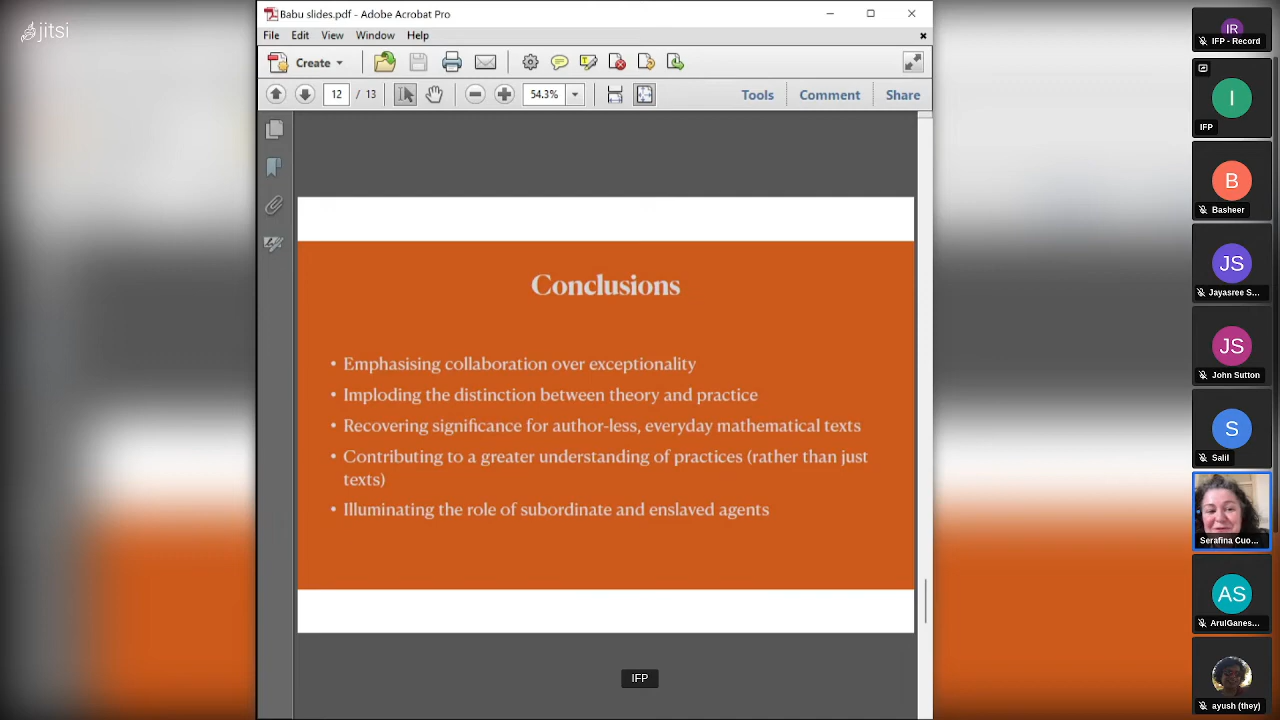 jitsi
Babu slides.pdf - Adobe Acrobat Pro
File Edit View Window Help
Create
12 / 13 54.3% Tools Comment Share
Conclusions
• Emphasising collaboration over exceptionality
• Imploding the distinction between theory and practice
• Recovering significance for author-less, everyday mathematical texts
• Contributing to a greater understanding of practices (rather than just
texts)
• Illuminating the role of subordinate and enslaved agents
IFP
IR
IFP - Record
I
IFP
B
Basheer
JS
Jayasree S...
JS
John Sutton
S
Salil
Serafina Cuo...
AS
ArulGanes...
ayush (they)